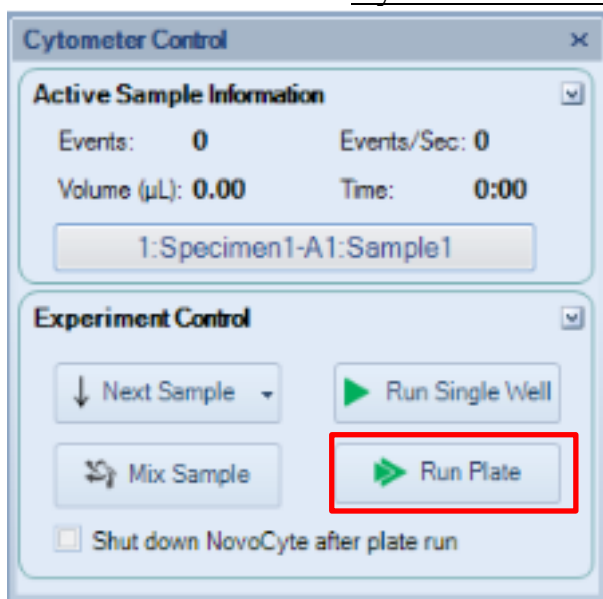 Cytometer Control
Active Sample Information
Events: 0 Events/Sec: 0
Volume (µL): 0.00 Time: 0:00
1:Specimen1-A1:Sample1
Experiment Control
Next Sample Run Single Well
Mix Sample Run Plate
Shut down NovoCyte after plate run